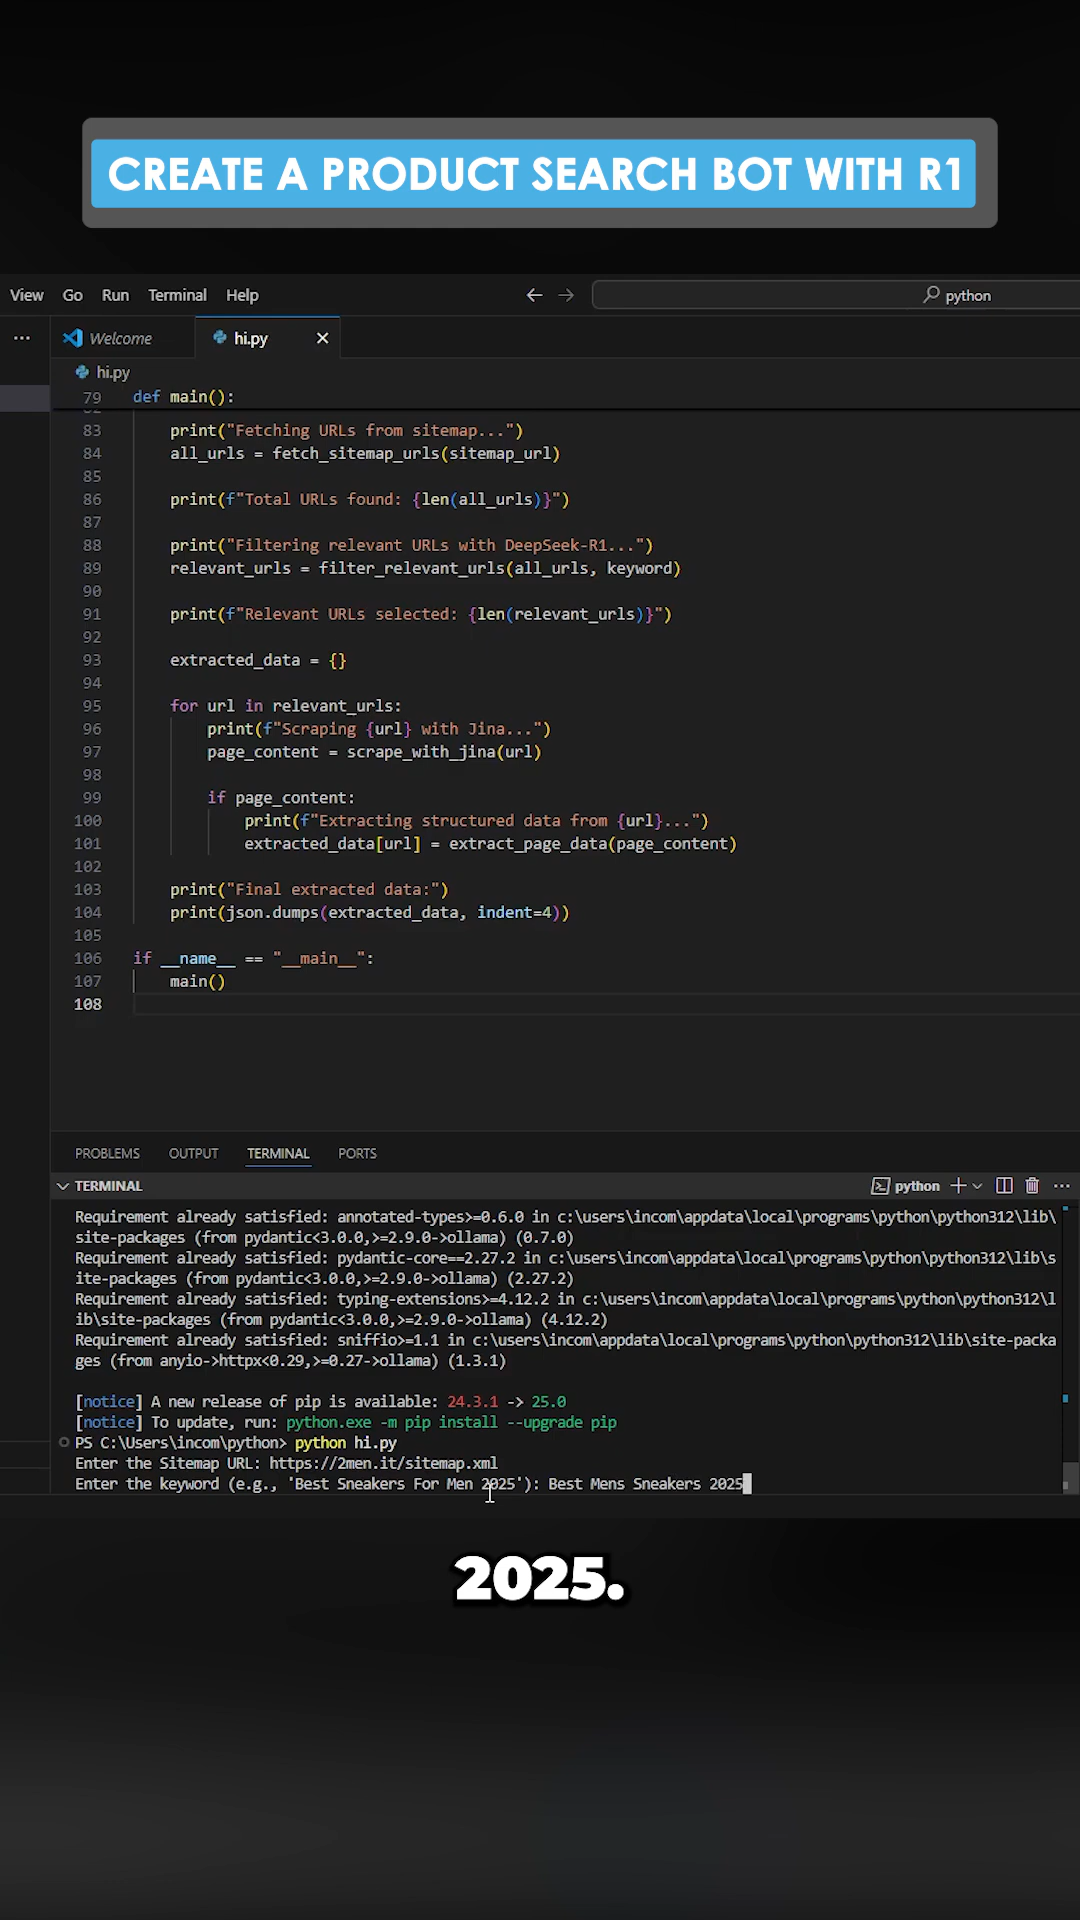 CREATE A PRODUCT SEARCH BOT WITH R1
View Go Run Terminal Help python
Welcome hi.py
hi.py
79 def main():
83 print("Fetching URLs from sitemap...")
84 all_urls = fetch_sitemap_urls(sitemap_url)
85
86 print(f"Total URLs found: {len(all_urls)}")
87
88 print("Filtering relevant URLs with DeepSeek-R1...")
89 relevant_urls = filter_relevant_urls(all_urls, keyword)
90
91 print(f"Relevant URLs selected: {len(relevant_urls)}")
92
93 extracted_data = {}
94
95 for url in relevant_urls:
96 print(f"Scraping {url} with Jina...")
97 page_content = scrape_with_jina(url)
98
99 if page_content:
100 print(f"Extracting structured data from {url}...")
101 extracted_data[url] = extract_page_data(page_content)
102
103 print("Final extracted data:")
104 print(json.dumps(extracted_data, indent=4))
105
106 if __name__ == "__main__":
107 main()
108
PROBLEMS OUTPUT TERMINAL PORTS
TERMINAL python
Requirement already satisfied: annotated-types>=0.6.0 in c:\users\incom\appdata\local\programs\python\python312\lib\
site-packages (from pydantic<3.0.0,>=2.9.0->ollama) (0.7.0)
Requirement already satisfied: pydantic-core==2.27.2 in c:\users\incom\appdata\local\programs\python\python312\lib\s
ite-packages (from pydantic<3.0.0,>=2.9.0->ollama) (2.27.2)
Requirement already satisfied: typing-extensions>=4.12.2 in c:\users\incom\appdata\local\programs\python\python312\l
ib\site-packages (from pydantic<3.0.0,>=2.9.0->ollama) (4.12.2)
Requirement already satisfied: sniffio>=1.1 in c:\users\incom\appdata\local\programs\python\python312\lib\site-packa
ges (from anyio->httpx<0.29,>=0.27->ollama) (1.3.1)
[notice] A new release of pip is available: 24.3.1 -> 25.0
[notice] To update, run: python.exe -m pip install --upgrade pip
PS C:\Users\incom\python> python hi.py
Enter the Sitemap URL: https://2men.it/sitemap.xml
Enter the keyword (e.g., 'Best Sneakers For Men 2025'): Best Mens Sneakers 2025
2025.